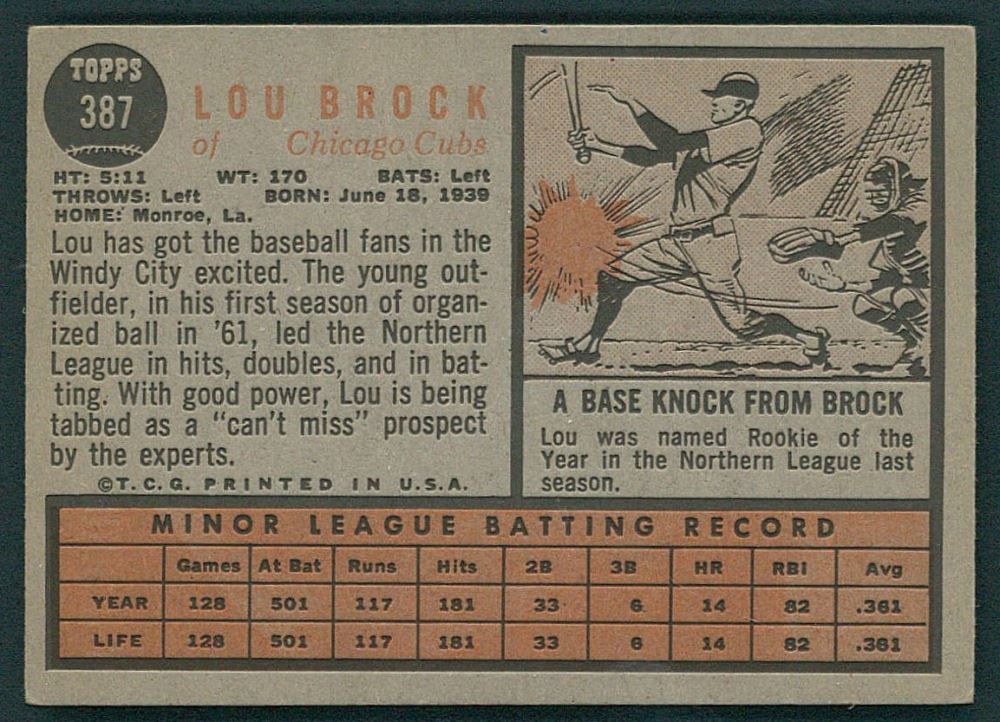 TOPPS
387
LOU BROCK
of Chicago Cubs
HT: 5:11 WT: 170 BATS: Left
THROWS: Left BORN: June 18, 1939
HOME: Monroe, La.
Lou has got the baseball fans in the
Windy City excited. The young out-
fielder, in his first season of organ-
ized ball in '61, led the Northern
League in hits, doubles, and in bat-
ting. With good power, Lou is being
tabbed as a "can't miss" prospect
by the experts.
©T.C.G. PRINTED IN U.S.A.
A BASE KNOCK FROM BROCK
Lou was named Rookie of the
Year in the Northern League last
season.
MINOR LEAGUE BATTING RECORD
Games At Bat Runs Hits 2B 3B HR RBI Avg
YEAR 128 501 117 181 33 6 14 82 .361
LIFE 128 501 117 181 33 6 14 82 .361